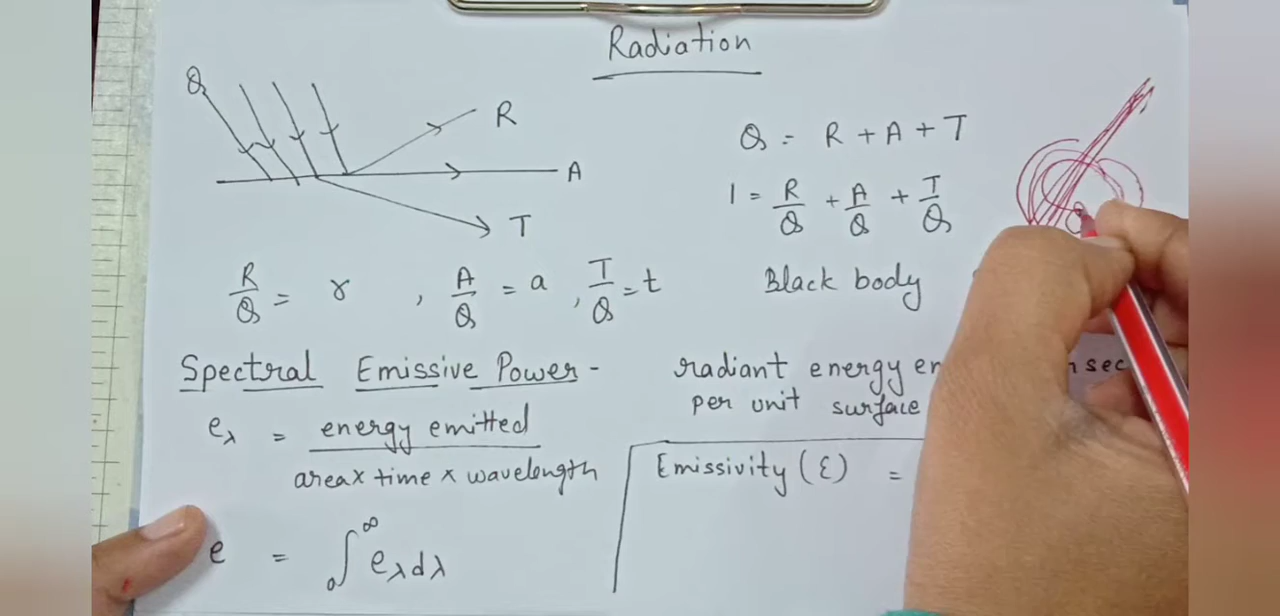 Radiation
Q
R
A
T
Q = R + A + T
1 = R/Q + A/Q + T/Q
R/Q = r , A/Q = a , T/Q = t
Black body
Spectral Emissive Power -
radiant energy sec
per unit surface
eλ = energy emitted / area x time x wavelength
Emissivity (ε) =
e = ∫₀^∞ eλ dλ